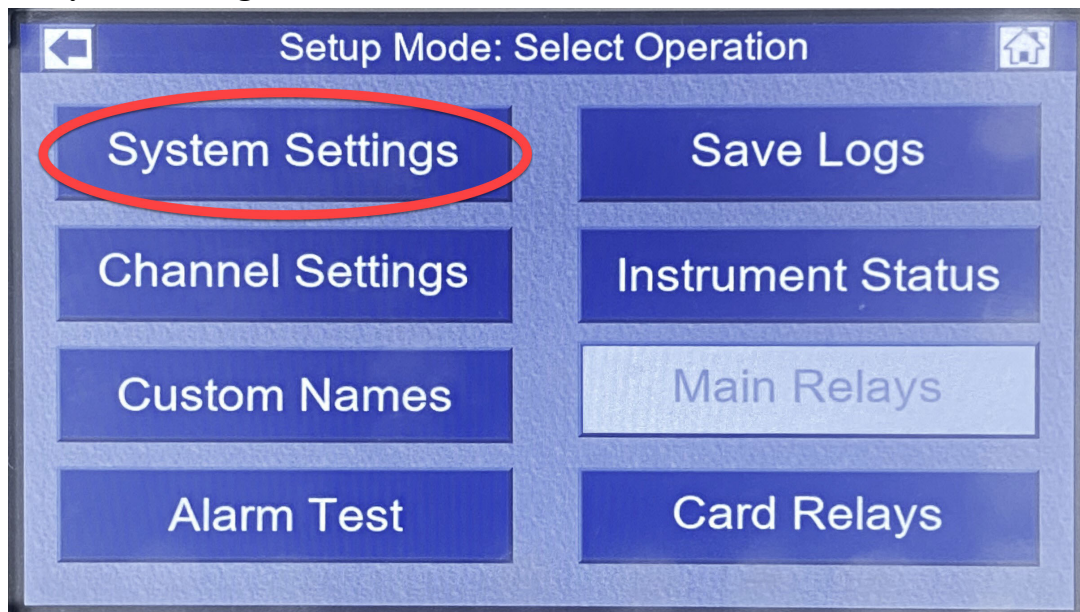 Setup Mode: Select Operation
System Settings
Save Logs
Channel Settings
Instrument Status
Custom Names
Main Relays
Alarm Test
Card Relays